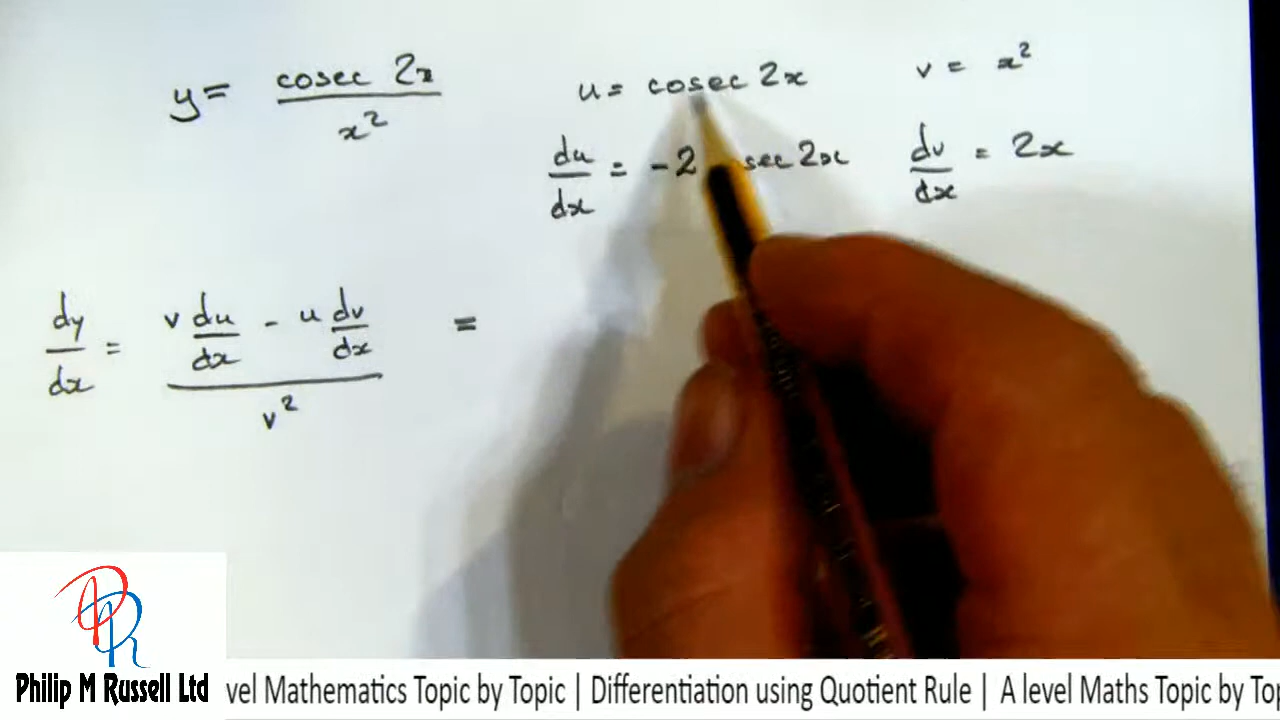 y = cosec 2x / x²
u = cosec 2x
v = x²
du/dx = -2 sec 2x
dv/dx = 2x
dy/dx = (v du/dx - u dv/dx) / v² =
PR
Philip M Russell Ltd
vel Mathematics Topic by Topic | Differentiation using Quotient Rule | A level Maths Topic by Top